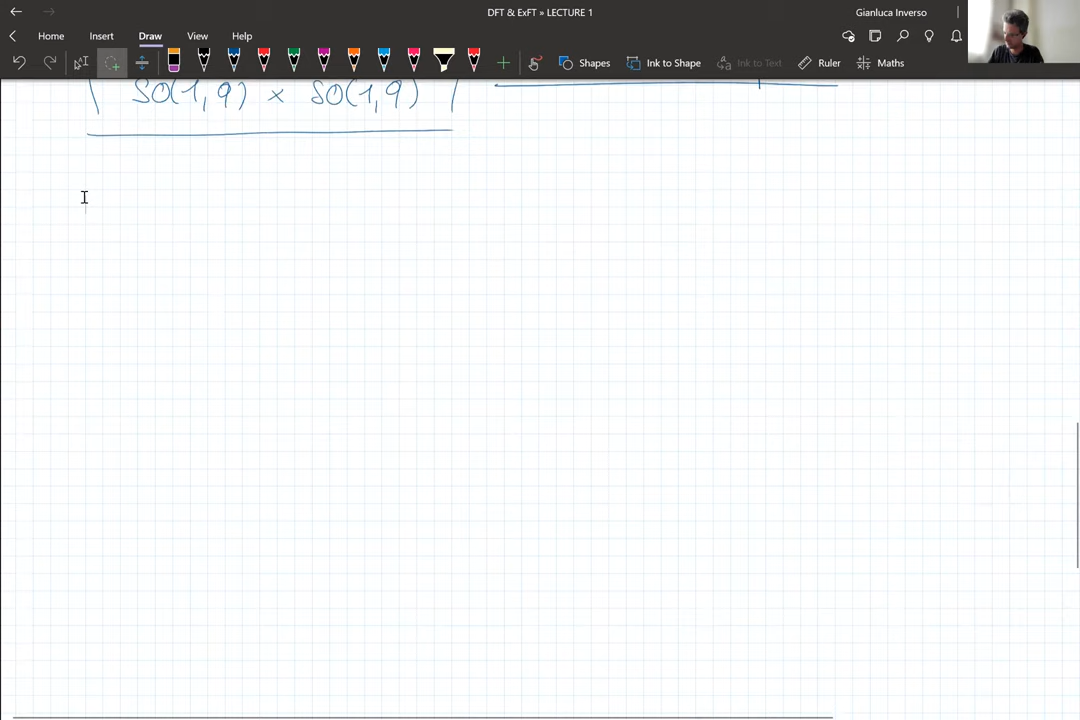 DFT & ExFT » LECTURE 1
Gianluca Inverso
Home Insert Draw View Help
Shapes Ink to Shape Ink to Text Ruler Maths
SO(1,9) × SO(1,9)